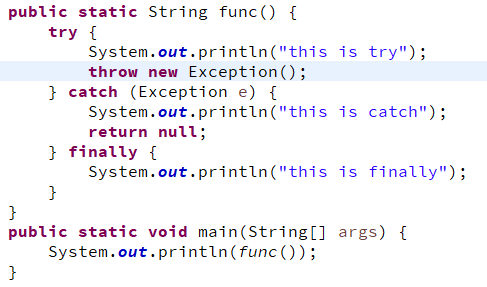 public static String func() {
    try {
        System.out.println("this is try");
        throw new Exception();
    } catch (Exception e) {
        System.out.println("this is catch");
        return null;
    } finally {
        System.out.println("this is finally");
    }
}
public static void main(String[] args) {
    System.out.println(func());
}